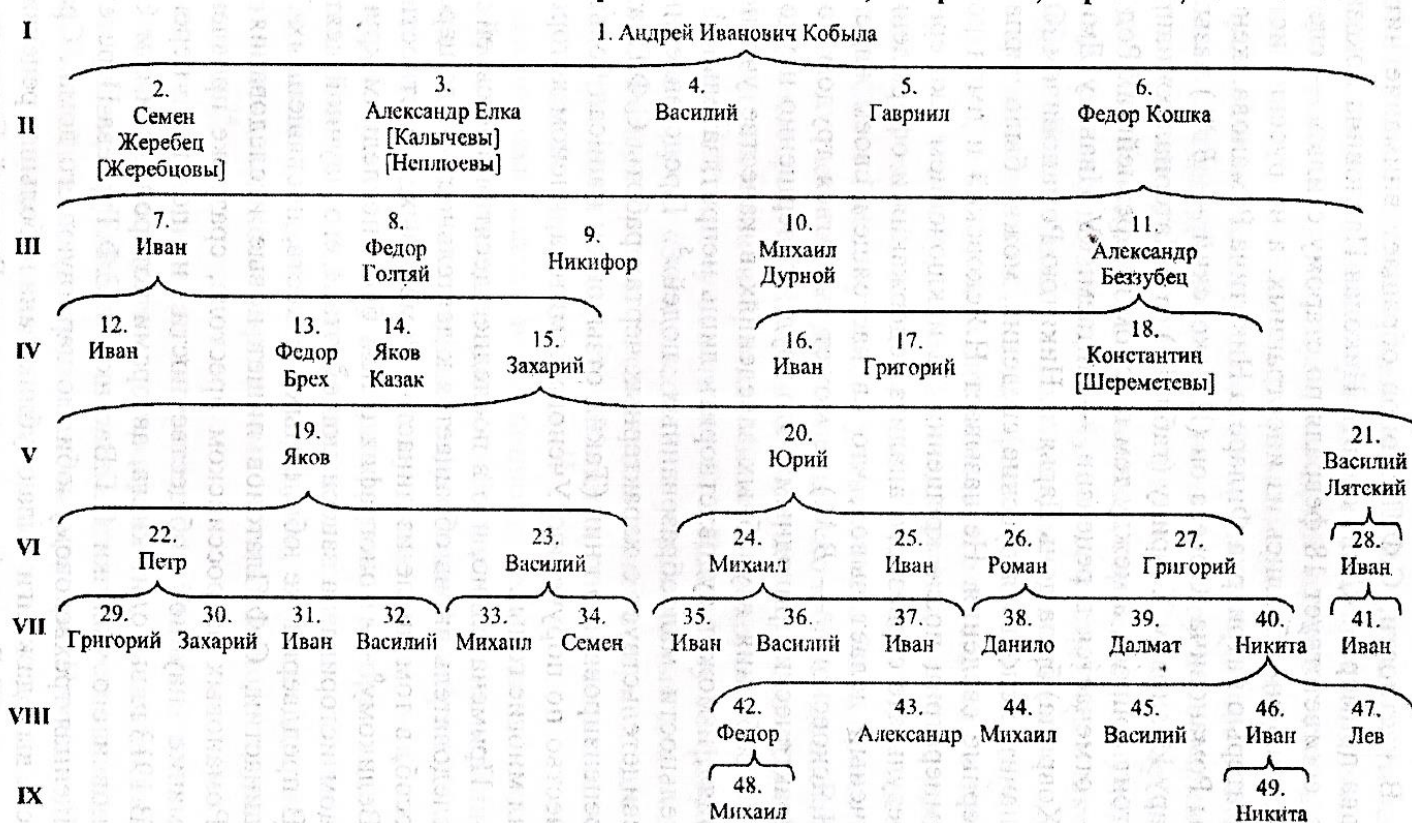 I
1. Андрей Иванович Кобыла
II
2.
Семен
Жеребец
[Жеребцовы]
3.
Александр Елка
[Калычевы]
[Неплюевы]
4.
Василий
5.
Гавриил
6.
Федор Кошка
III
7.
Иван
8.
Федор
Голтяй
9.
Никифор
10.
Михаил
Дурной
11.
Александр
Беззубец
IV
12.
Иван
13.
Федор
Брех
14.
Яков
Казак
15.
Захарий
16.
Иван
17.
Григорий
18.
Константин
[Шереметевы]
V
19.
Яков
20.
Юрий
21.
Василий
Лятский
VI
22.
Петр
23.
Василий
24.
Михаил
25.
Иван
26.
Роман
27.
Григорий
28.
Иван
VII
29.
Григорий
30.
Захарий
31.
Иван
32.
Василий
33.
Михаил
34.
Семен
35.
Иван
36.
Василий
37.
Иван
38.
Данило
39.
Далмат
40.
Никита
41.
Иван
VIII
42.
Федор
43.
Александр
44.
Михаил
45.
Василий
46.
Иван
47.
Лев
IX
48.
Михаил
49.
Никита